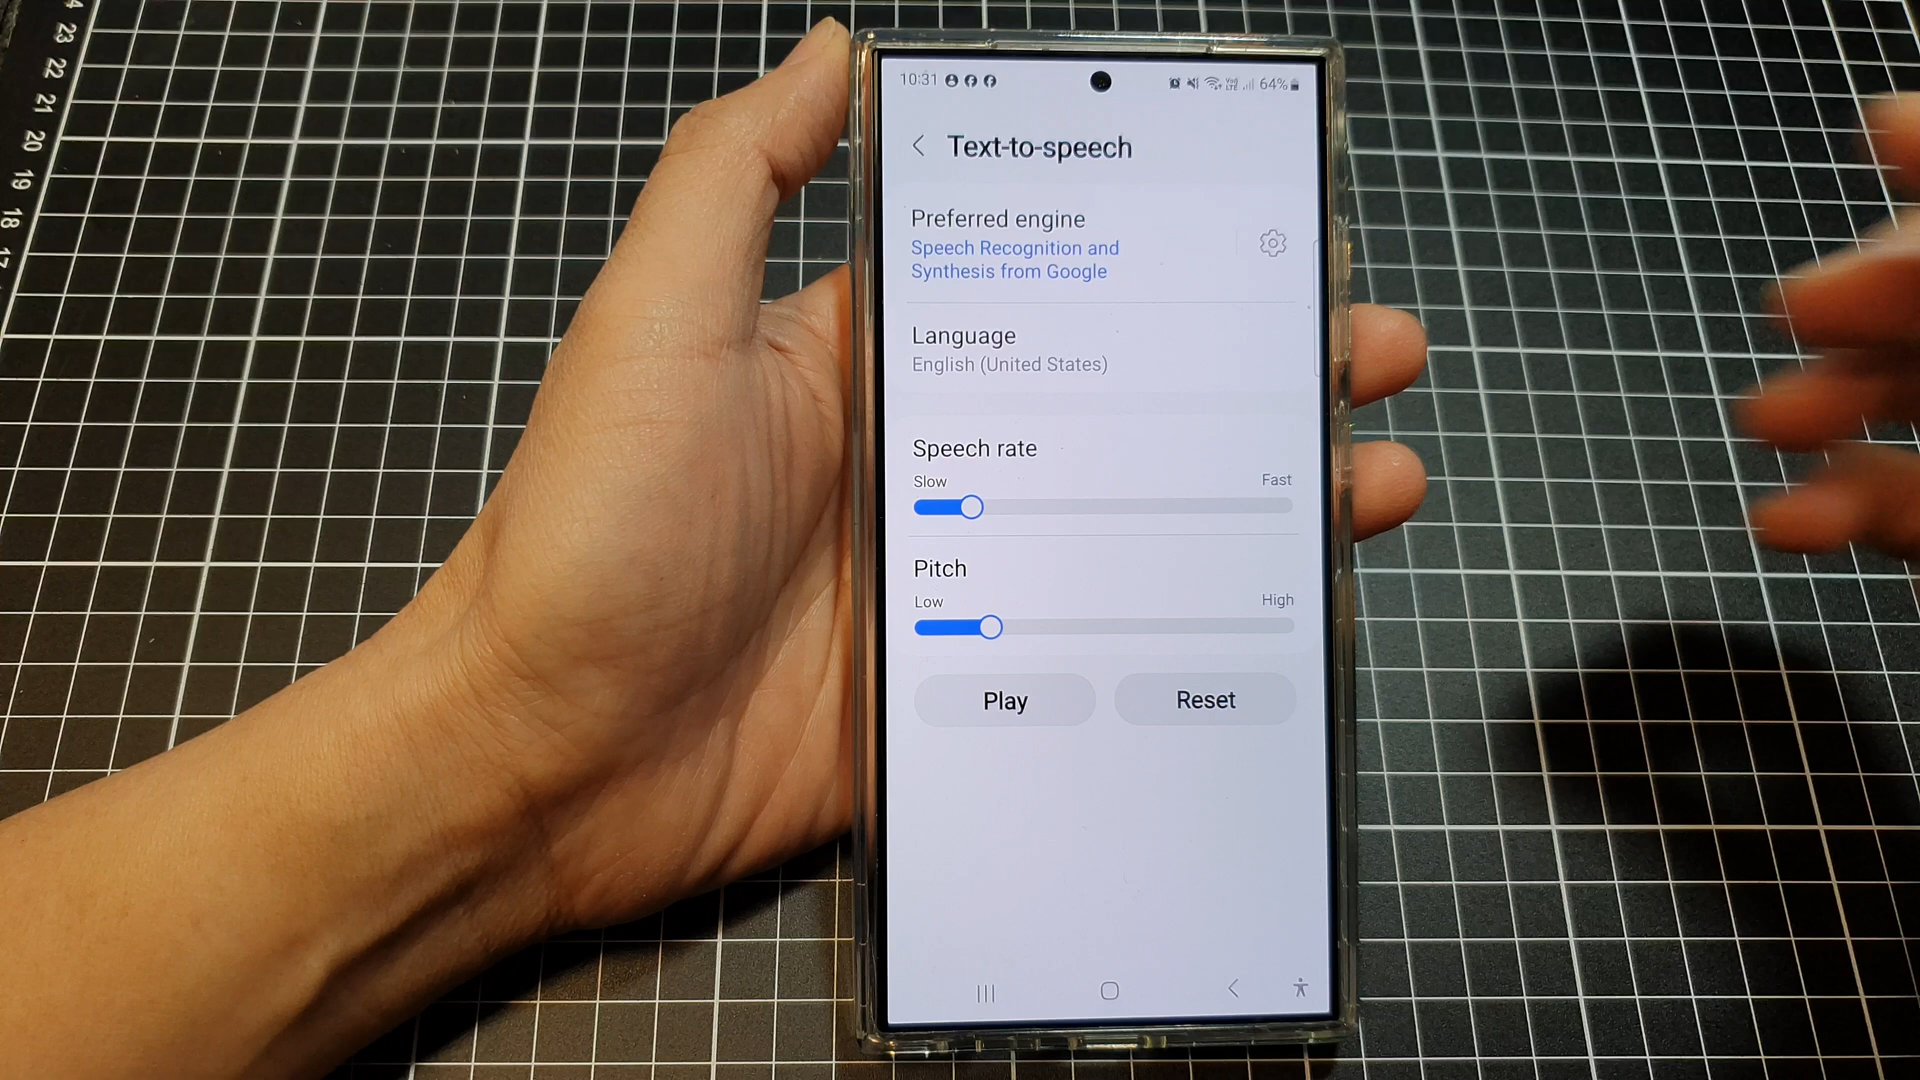 23
22
21
20
19
18
10:31
64%
Text-to-speech
Preferred engine
Speech Recognition and
Synthesis from Google
Language
English (United States)
Speech rate
Slow Fast
Pitch
Low High
Play Reset